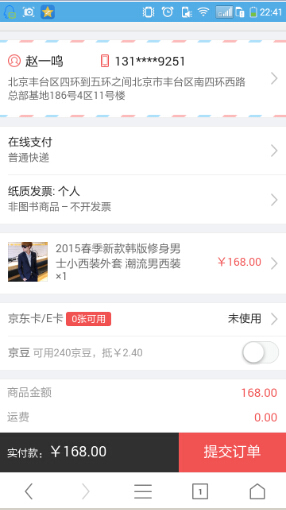 22:41
赵一鸣 131****9251
北京丰台区四环到五环之间北京市丰台区南四环西路
总部基地186号4区11号楼
在线支付
普通快递
纸质发票: 个人
非图书商品－不开发票
2015春季新款韩版修身男
士小西装外套 潮流男西装
×1
￥168.00
京东卡/E卡 0张可用 未使用
京豆 可用240京豆，抵￥2.40
商品金额 168.00
运费 0.00
实付款：￥168.00 提交订单
1